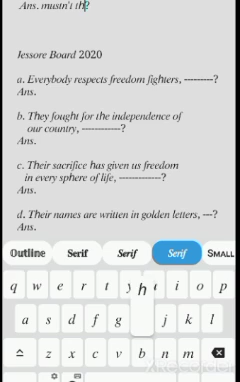 Ans. mustn't th?
Jessore Board 2020
a. Everybody respects freedom fighters, ---------?
Ans.
b. They fought for the independence of
our country, ------------?
Ans.
c. Their sacrifice has given us freedom
in every sphere of life, -------------?
Ans.
d. Their names are written in golden letters, ---?
Ans.
Outline Serif Serif Serif SMALL
q w e r t y h i o p
a s d f g j k l
z x c v b n m